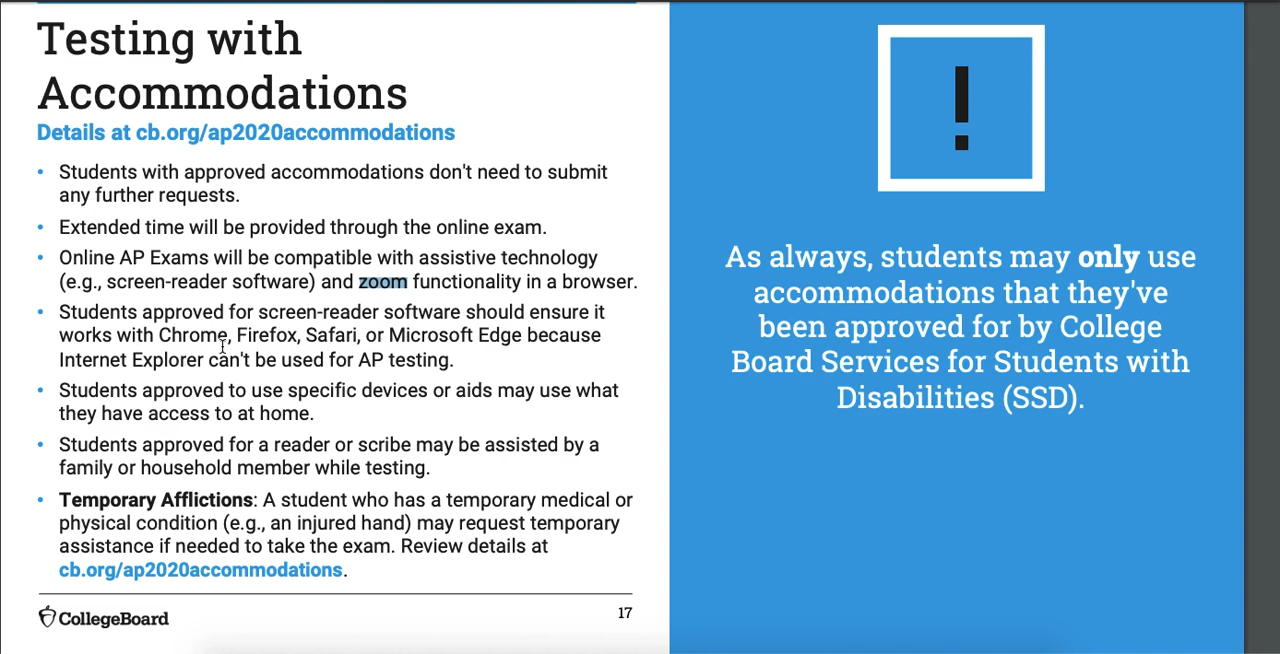 Testing with
Accommodations
Details at cb.org/ap2020accommodations
• Students with approved accommodations don't need to submit
any further requests.
• Extended time will be provided through the online exam.
• Online AP Exams will be compatible with assistive technology
(e.g., screen-reader software) and zoom functionality in a browser.
• Students approved for screen-reader software should ensure it
works with Chrome, Firefox, Safari, or Microsoft Edge because
Internet Explorer can't be used for AP testing.
• Students approved to use specific devices or aids may use what
they have access to at home.
• Students approved for a reader or scribe may be assisted by a
family or household member while testing.
• Temporary Afflictions: A student who has a temporary medical or
physical condition (e.g., an injured hand) may request temporary
assistance if needed to take the exam. Review details at
cb.org/ap2020accommodations.
CollegeBoard
17
!
As always, students may only use
accommodations that they've
been approved for by College
Board Services for Students with
Disabilities (SSD).